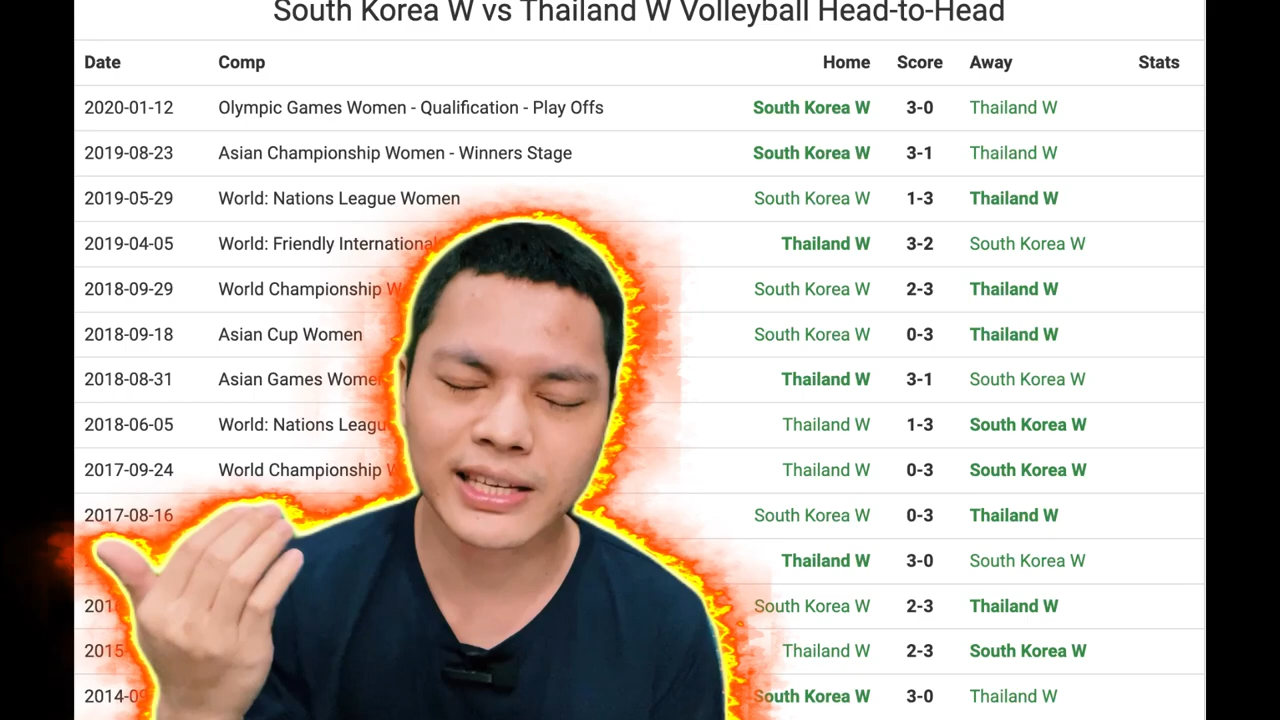 South Korea W vs Thailand W Volleyball Head-to-Head
Date Comp Home Score Away Stats
2020-01-12 Olympic Games Women - Qualification - Play Offs South Korea W 3-0 Thailand W
2019-08-23 Asian Championship Women - Winners Stage South Korea W 3-1 Thailand W
2019-05-29 World: Nations League Women South Korea W 1-3 Thailand W
2019-04-05 World: Friendly International Thailand W 3-2 South Korea W
2018-09-29 World Championship W South Korea W 2-3 Thailand W
2018-09-18 Asian Cup Women South Korea W 0-3 Thailand W
2018-08-31 Asian Games Women Thailand W 3-1 South Korea W
2018-06-05 World: Nations Leagu Thailand W 1-3 South Korea W
2017-09-24 World Championship W Thailand W 0-3 South Korea W
2017-08-16 South Korea W 0-3 Thailand W
Thailand W 3-0 South Korea W
201 South Korea W 2-3 Thailand W
2015- Thailand W 2-3 South Korea W
2014-09 South Korea W 3-0 Thailand W